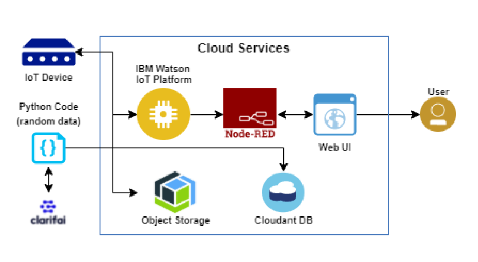 Cloud Services
IoT Device
IBM Watson
IoT Platform
Python Code
(random data)
Node-RED
Web UI
User
clarifai
Object Storage
Cloudant DB